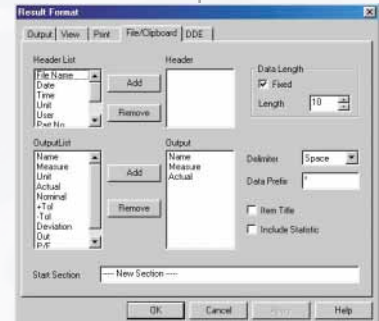 Result Format
Output View Print File/Clipboard DDE
Header List
File Name
Date
Time
Unit
User
Part No
Add
Remove
Header
Data Length
Fixed
Length 10
OutputList
Name
Measure
Unit
Actual
Nominal
+Tol
-Tol
Deviation
Out
P/F
Add
Remove
Output
Name
Measure
Actual
Delimiter Space
Data Prefix
Item Title
Include Statistic
Start Section ---- New Section ----
OK Cancel Apply Help